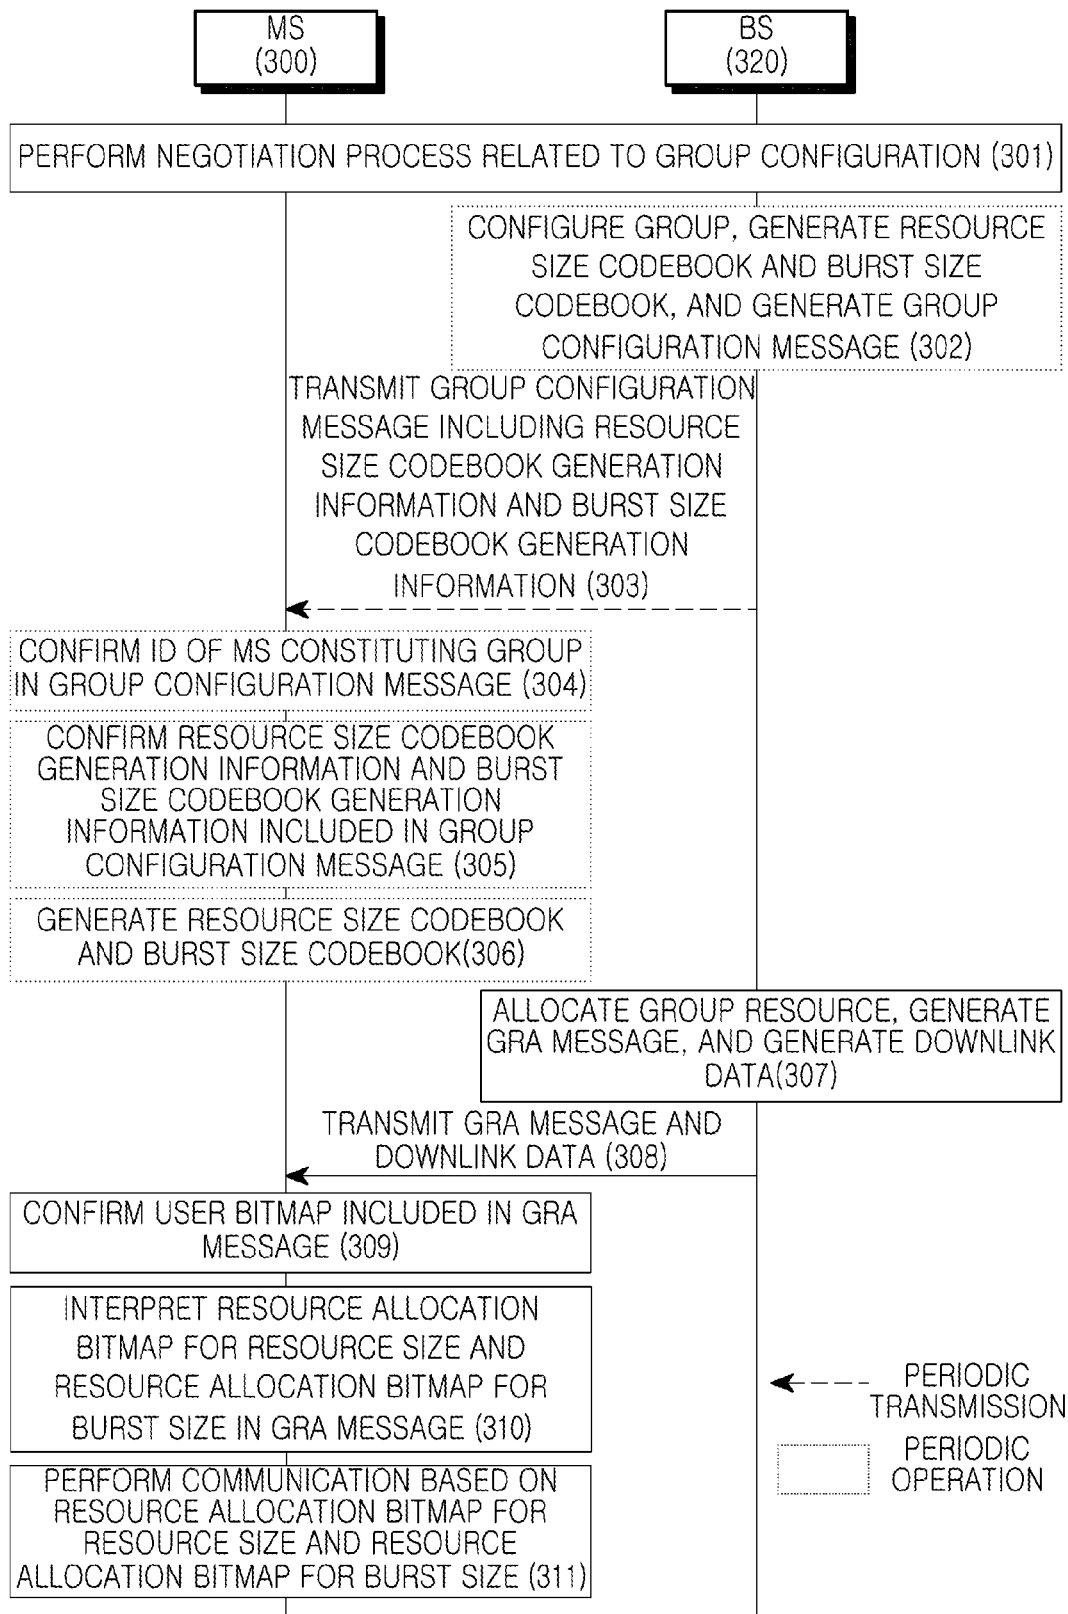 MS
(300)
BS
(320)
PERFORM NEGOTIATION PROCESS RELATED TO GROUP CONFIGURATION (301)
CONFIGURE GROUP, GENERATE RESOURCE
SIZE CODEBOOK AND BURST SIZE
CODEBOOK, AND GENERATE GROUP
CONFIGURATION MESSAGE (302)
TRANSMIT GROUP CONFIGURATION
MESSAGE INCLUDING RESOURCE
SIZE CODEBOOK GENERATION
INFORMATION AND BURST SIZE
CODEBOOK GENERATION
INFORMATION (303)
CONFIRM ID OF MS CONSTITUTING GROUP
IN GROUP CONFIGURATION MESSAGE (304)
CONFIRM RESOURCE SIZE CODEBOOK
GENERATION INFORMATION AND BURST
SIZE CODEBOOK GENERATION
INFORMATION INCLUDED IN GROUP
CONFIGURATION MESSAGE (305)
GENERATE RESOURCE SIZE CODEBOOK
AND BURST SIZE CODEBOOK(306)
ALLOCATE GROUP RESOURCE, GENERATE
GRA MESSAGE, AND GENERATE DOWNLINK
DATA(307)
TRANSMIT GRA MESSAGE AND
DOWNLINK DATA (308)
CONFIRM USER BITMAP INCLUDED IN GRA
MESSAGE (309)
INTERPRET RESOURCE ALLOCATION
BITMAP FOR RESOURCE SIZE AND
RESOURCE ALLOCATION BITMAP FOR
BURST SIZE IN GRA MESSAGE (310)
PERIODIC
TRANSMISSION
PERIODIC
OPERATION
PERFORM COMMUNICATION BASED ON
RESOURCE ALLOCATION BITMAP FOR
RESOURCE SIZE AND RESOURCE
ALLOCATION BITMAP FOR BURST SIZE (311)